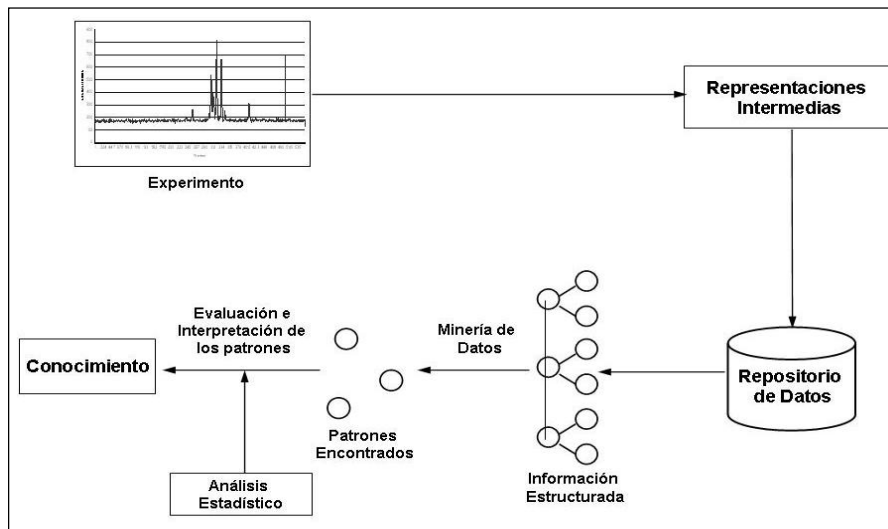 Experimento
Representaciones
Intermedias
Evaluación e
Interpretación de
los patrones
Minería de
Datos
Conocimiento
Repositorio
de Datos
Patrones
Encontrados
Información
Estructurada
Análisis
Estadístico